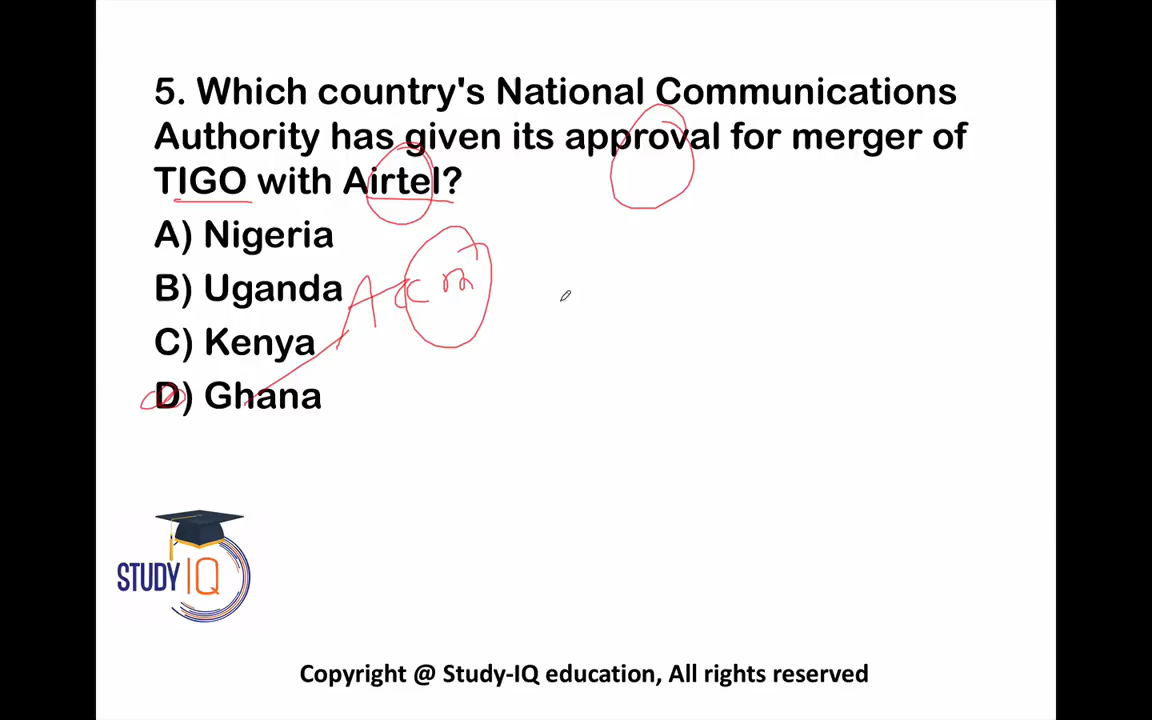 5. Which country's National Communications
Authority has given its approval for merger of
TIGO with Airtel?
A) Nigeria
B) Uganda
C) Kenya
D) Ghana
STUDY IQ
Copyright @ Study-IQ education, All rights reserved